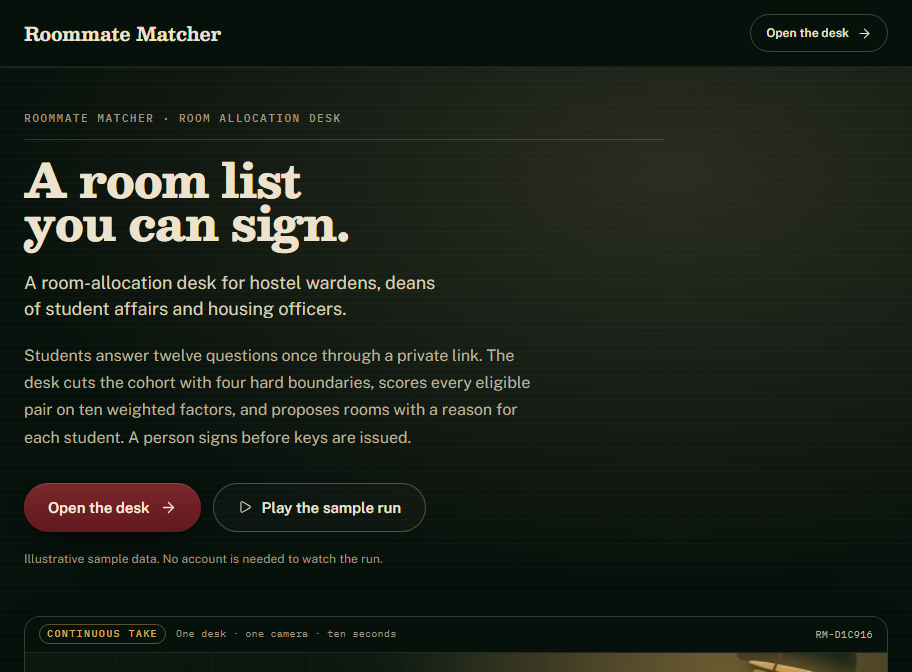 Roommate Matcher
Open the desk →
ROOMMATE MATCHER · ROOM ALLOCATION DESK
A room list
you can sign.
A room-allocation desk for hostel wardens, deans
of student affairs and housing officers.
Students answer twelve questions once through a private link. The
desk cuts the cohort with four hard boundaries, scores every eligible
pair on ten weighted factors, and proposes rooms with a reason for
each student. A person signs before keys are issued.
Open the desk →
Play the sample run
Illustrative sample data. No account is needed to watch the run.
CONTINUOUS TAKE
One desk · one camera · ten seconds
RM-D1C916